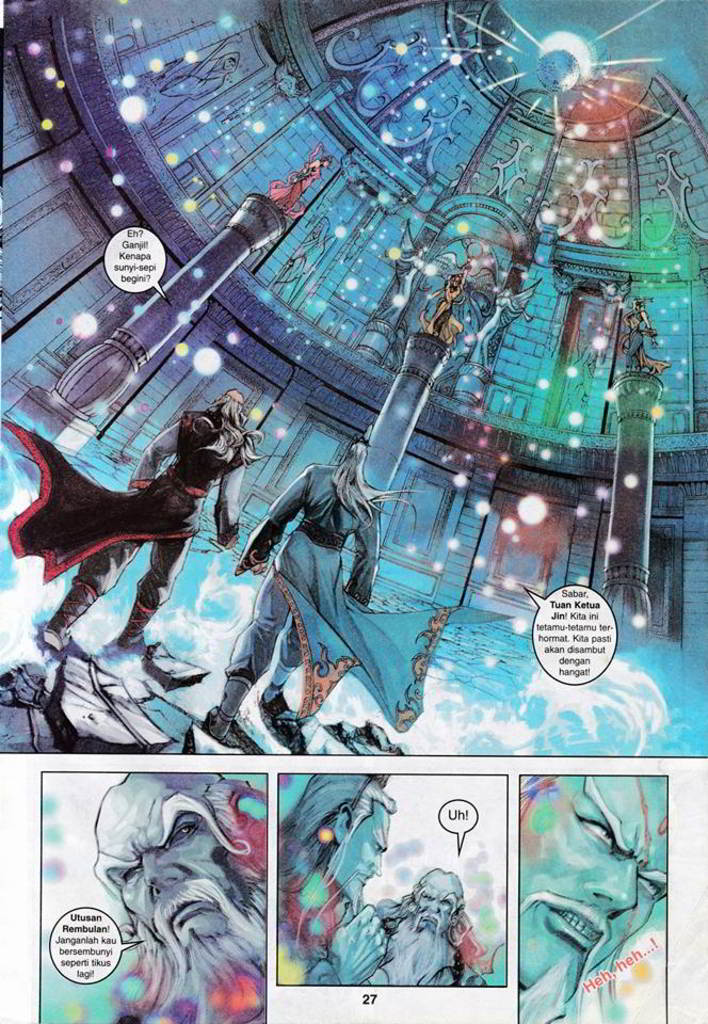 Eh?
Ganjil!
Kenapa
sunyi-sepi
begini?
Sabar,
Tuan Ketua
Jin! Kita ini
tetamu-tetamu ter-
hormat. Kita pasti
akan disambut
dengan
hangat!
Utusan
Rembulan!
Janganlah kau
bersembunyi
seperti tikus
lagi!
Uh!
Heh, heh...!
27